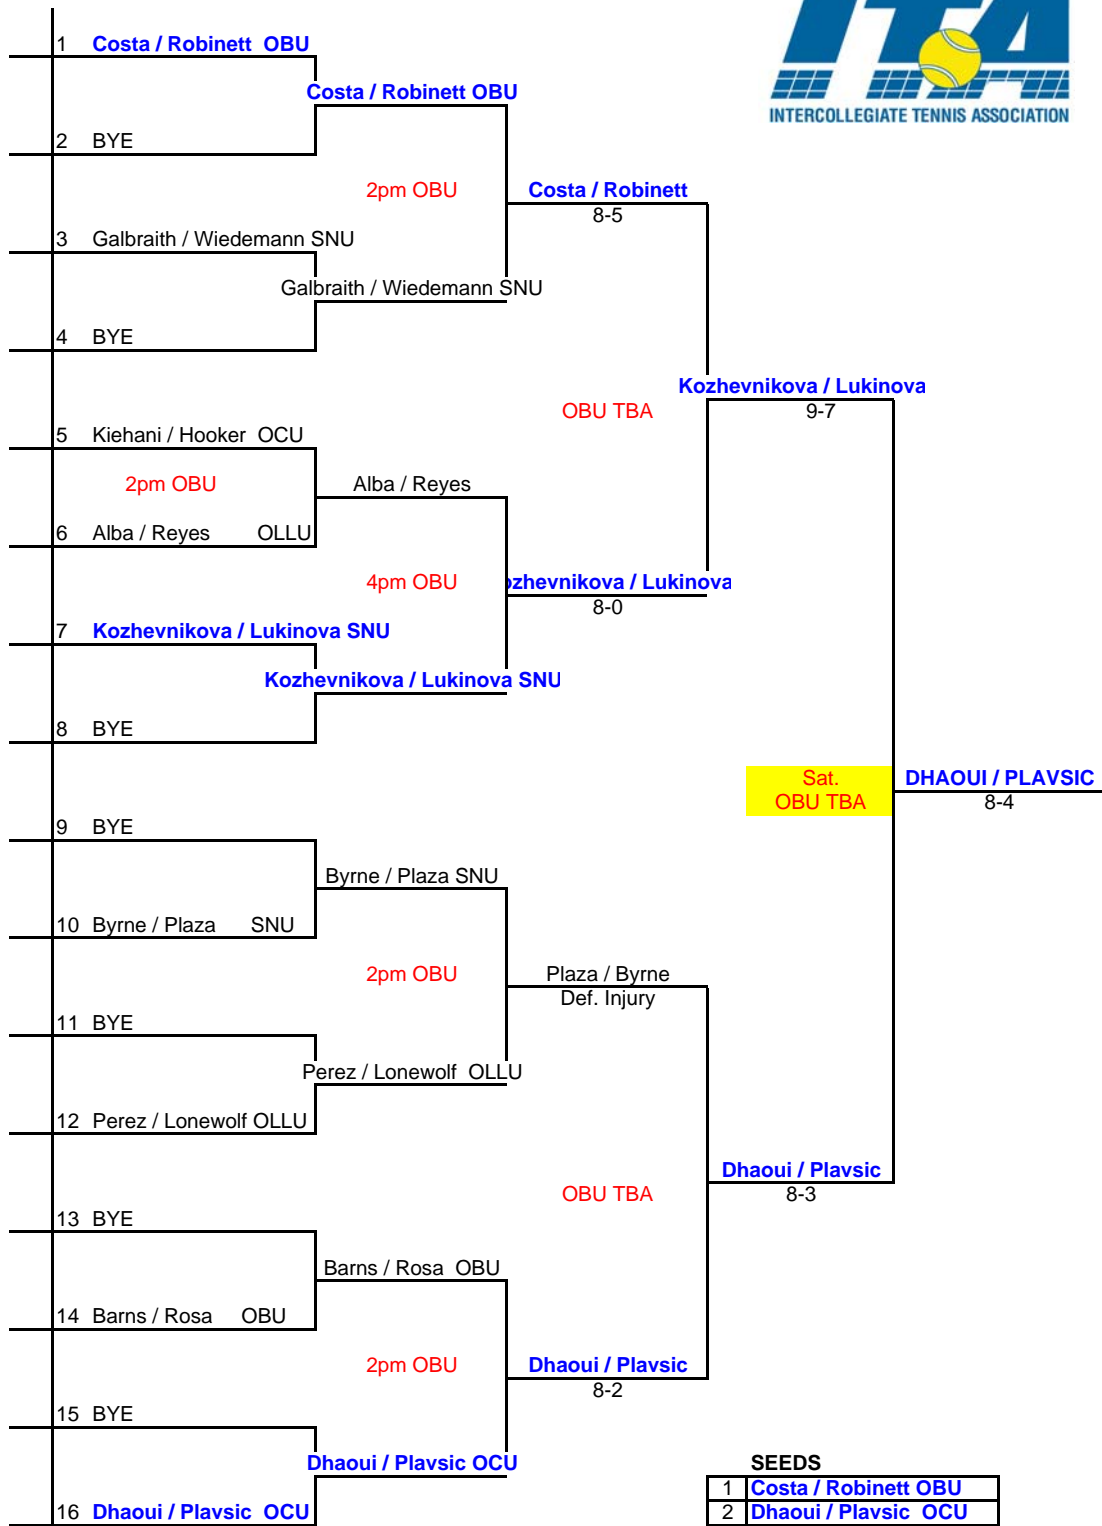 ITA
INTERCOLLEGIATE TENNIS ASSOCIATION
1 Costa / Robinett OBU
Costa / Robinett OBU
2 BYE
2pm OBU
Costa / Robinett
8-5
3 Galbraith / Wiedemann SNU
Galbraith / Wiedemann SNU
4 BYE
Kozhevnikova / Lukinova
OBU TBA
9-7
5 Kiehani / Hooker OCU
2pm OBU
Alba / Reyes
6 Alba / Reyes OLLU
4pm OBU
ozhevnikova / Lukinova
8-0
7 Kozhevnikova / Lukinova SNU
Kozhevnikova / Lukinova SNU
8 BYE
Sat.
OBU TBA
DHAOUI / PLAVSIC
8-4
9 BYE
Byrne / Plaza SNU
10 Byrne / Plaza SNU
2pm OBU
Plaza / Byrne
Def. Injury
11 BYE
Perez / Lonewolf OLLU
12 Perez / Lonewolf OLLU
Dhaoui / Plavsic
OBU TBA
8-3
13 BYE
Barns / Rosa OBU
14 Barns / Rosa OBU
2pm OBU
Dhaoui / Plavsic
8-2
15 BYE
Dhaoui / Plavsic OCU
16 Dhaoui / Plavsic OCU
SEEDS
1 Costa / Robinett OBU
2 Dhaoui / Plavsic OCU